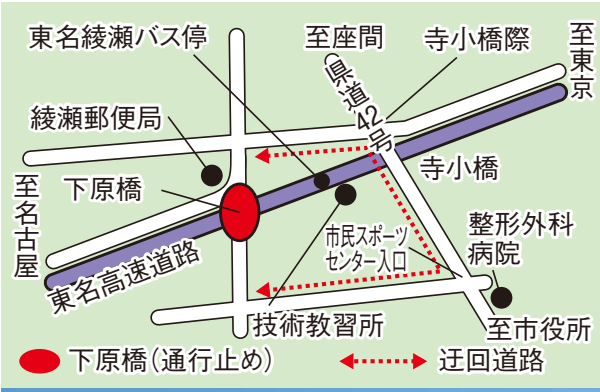 東名綾瀬バス停
至座間
寺小橋際
至東京
県道42号
綾瀬郵便局
下原橋
寺小橋
至名古屋
市民スポーツ
センター入口
整形外科
病院
東名高速道路
技術教習所
至市役所
下原橋（通行止め）
迂回道路